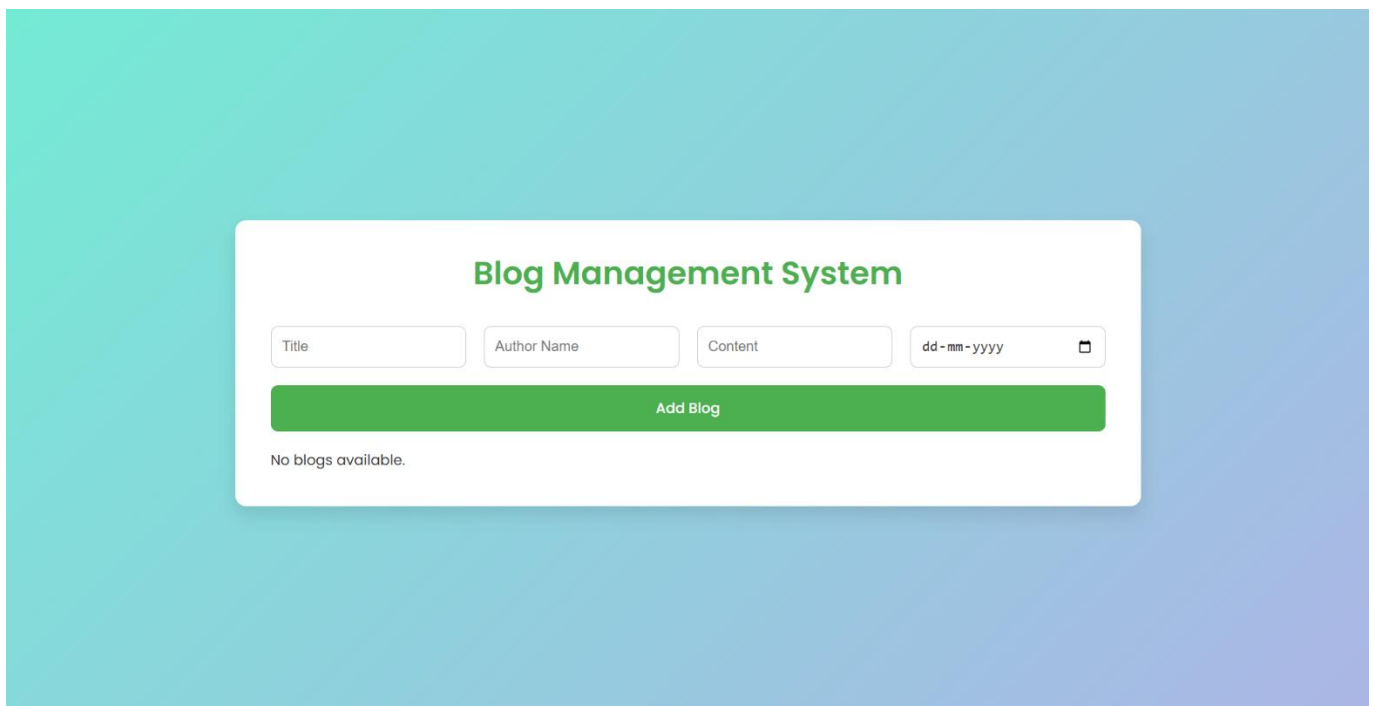 Blog Management System
Title Author Name Content dd-mm-yyyy
Add Blog
No blogs available.